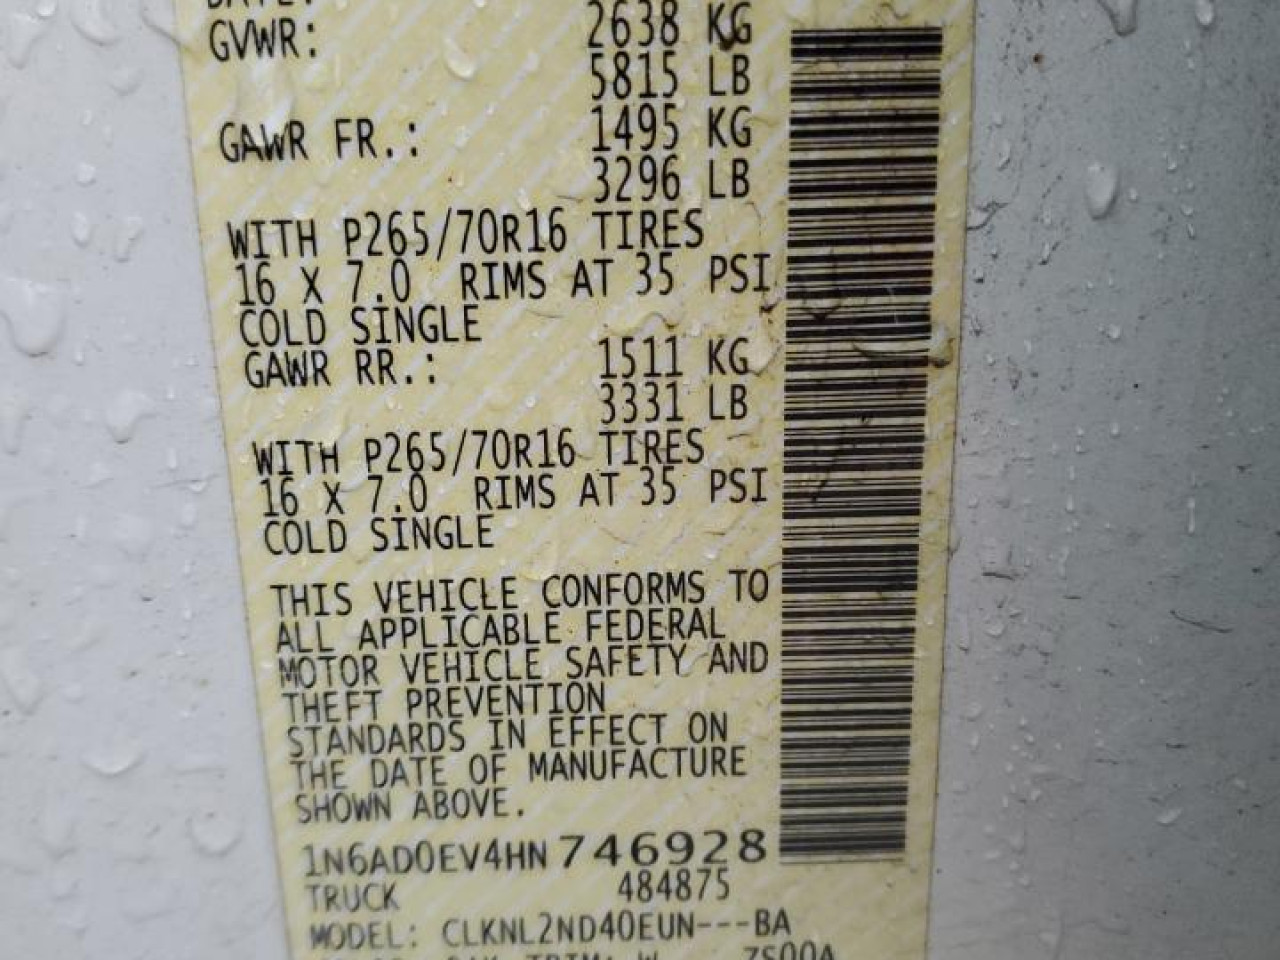 DATE:
GVWR: 2638 KG
5815 LB
GAWR FR.: 1495 KG
3296 LB
WITH P265/70R16 TIRES
16 X 7.0 RIMS AT 35 PSI
COLD SINGLE
GAWR RR.: 1511 KG
3331 LB
WITH P265/70R16 TIRES
16 X 7.0 RIMS AT 35 PSI
COLD SINGLE
THIS VEHICLE CONFORMS TO
ALL APPLICABLE FEDERAL
MOTOR VEHICLE SAFETY AND
THEFT PREVENTION
STANDARDS IN EFFECT ON
THE DATE OF MANUFACTURE
SHOWN ABOVE.
1N6AD0EV4HN746928
TRUCK 484875
MODEL: CLKNL2ND40EUN---BA
TRIM: W